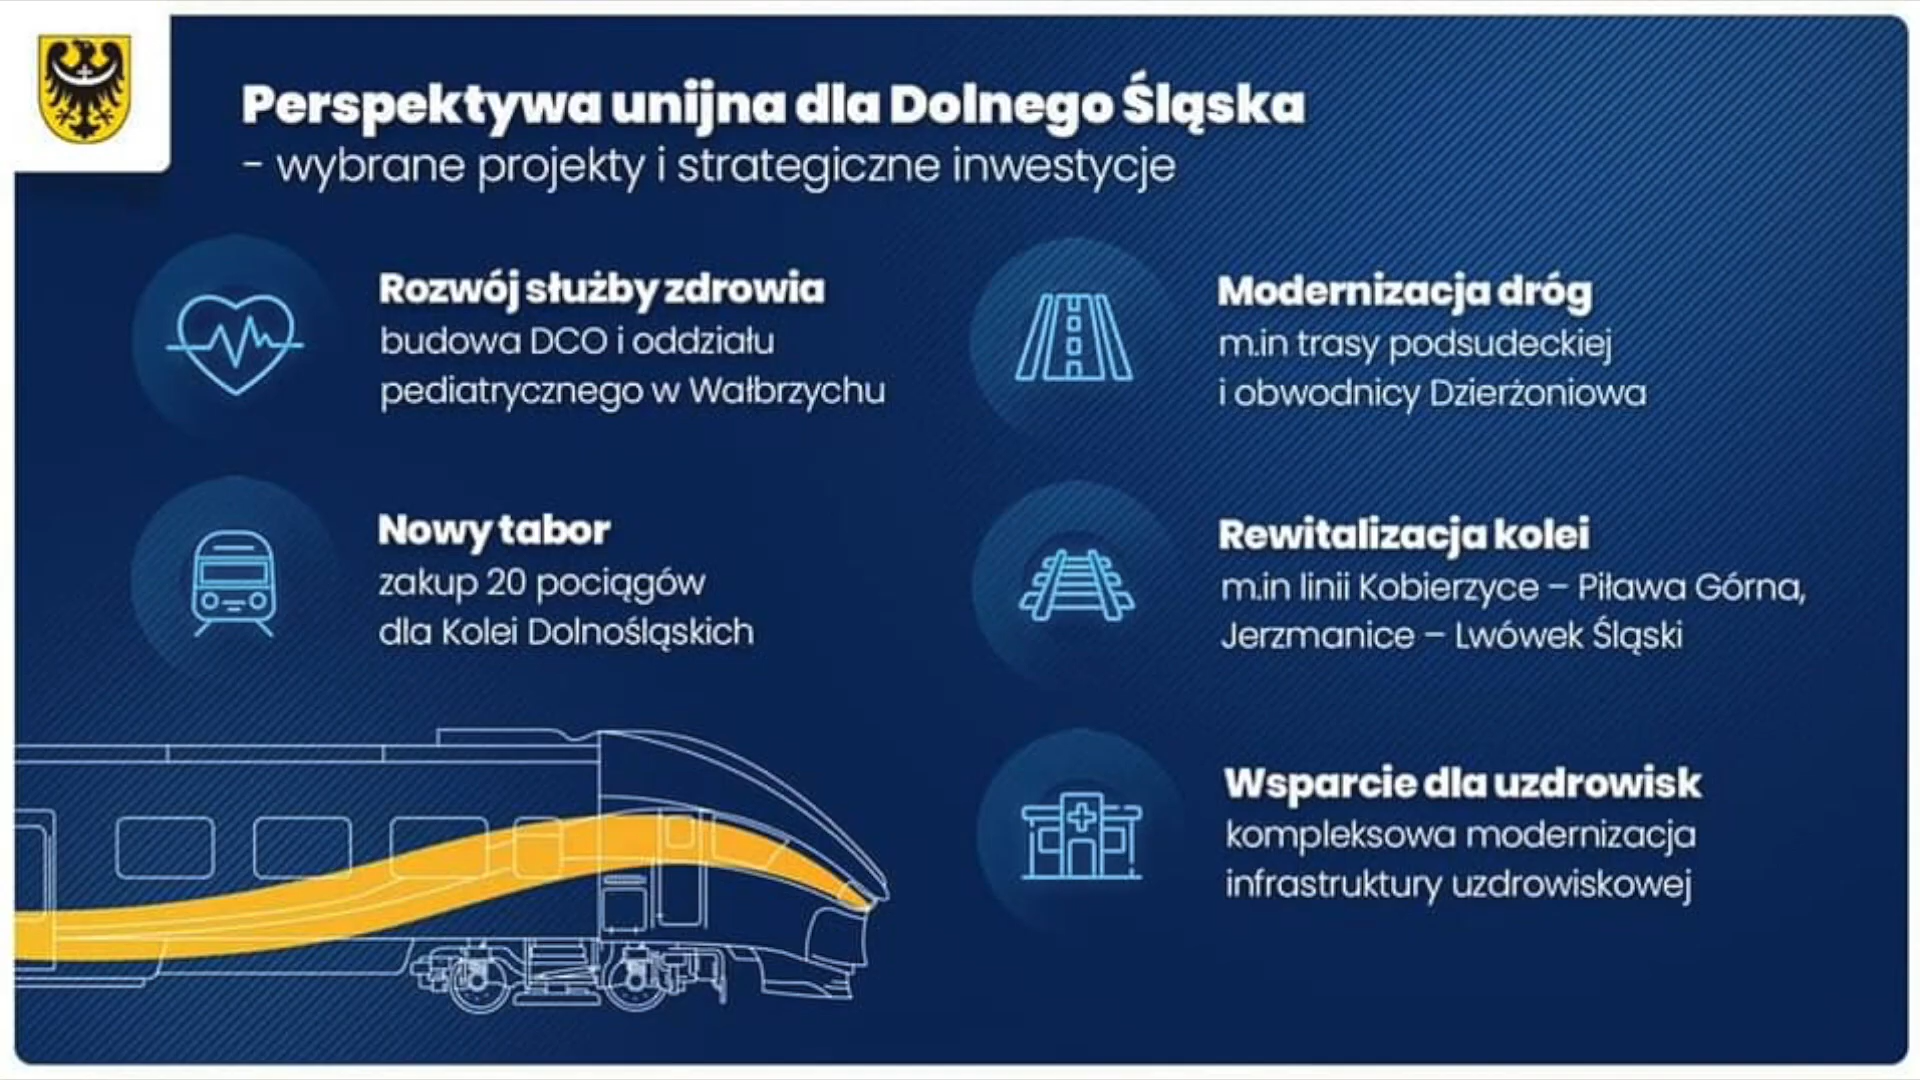 Perspektywa unijna dla Dolnego Śląska
- wybrane projekty i strategiczne inwestycje
Rozwój służby zdrowia
budowa DCO i oddziału
pediatrycznego w Wałbrzychu
Nowy tabor
zakup 20 pociągów
dla Kolei Dolnośląskich
Modernizacja dróg
m.in trasy podsudeckiej
i obwodnicy Dzierżoniowa
Rewitalizacja kolei
m.in linii Kobierzyce – Piława Górna,
Jerzmanice – Lwówek Śląski
Wsparcie dla uzdrowisk
kompleksowa modernizacja
infrastruktury uzdrowiskowej